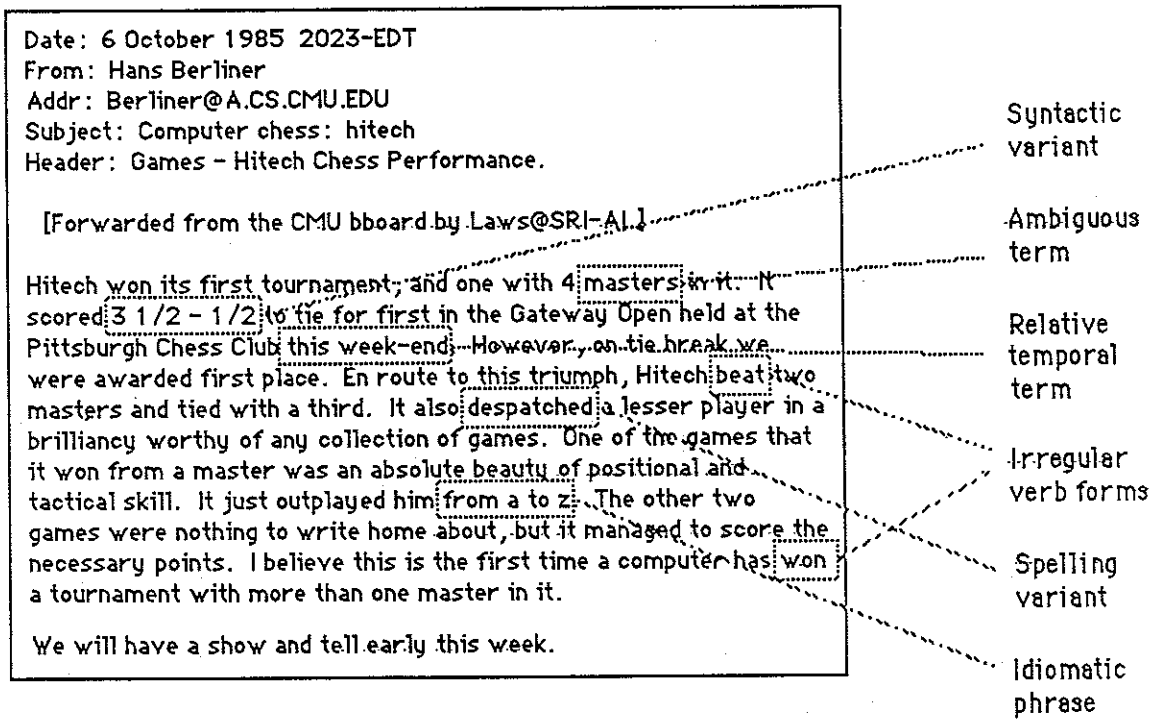 Date: 6 October 1985 2023-EDT
From: Hans Berliner
Addr: Berliner@A.CS.CMU.EDU
Subject: Computer chess: hitech
Header: Games - Hitech Chess Performance.
[Forwarded from the CMU bboard by Laws@SRI-AI.]
Hitech won its first tournament, and one with 4 masters in it. It
scored 3 1/2 - 1/2 to tie for first in the Gateway Open held at the
Pittsburgh Chess Club this week-end. However, on tie break we
were awarded first place. En route to this triumph, Hitech beat two
masters and tied with a third. It also despatched a lesser player in a
brilliancy worthy of any collection of games. One of the games that
it won from a master was an absolute beauty of positional and
tactical skill. It just outplayed him from a to z. The other two
games were nothing to write home about, but it managed to score the
necessary points. I believe this is the first time a computer has won
a tournament with more than one master in it.
We will have a show and tell early this week.
Syntactic
variant
Ambiguous
term
Relative
temporal
term
Irregular
verb forms
Spelling
variant
Idiomatic
phrase